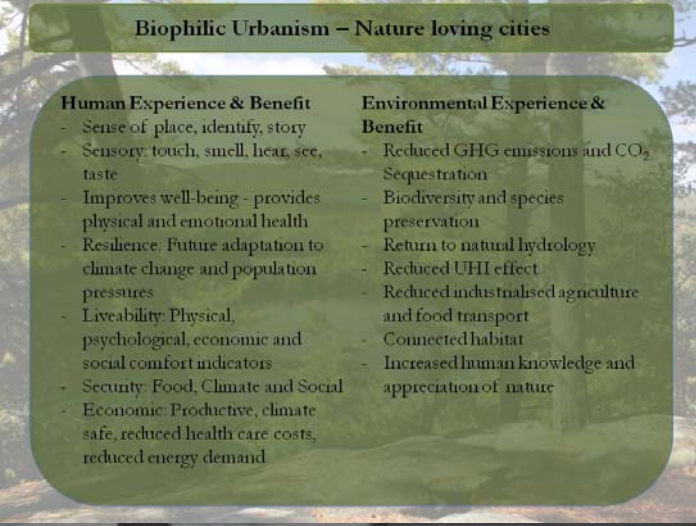 Biophilic Urbanism – Nature loving cities
Human Experience & Benefit
- Sense of place, identify, story
- Sensory: touch, smell, hear, see,
taste
- Improves well-being - provides
physical and emotional health
- Resilience: Future adaptation to
climate change and population
pressures
- Liveability: Physical,
psychological, economic and
social comfort indicators
- Security: Food, Climate and Social
- Economic: Productive, climate
safe, reduced health care costs,
reduced energy demand
Environmental Experience &
Benefit
- Reduced GHG emissions and CO₂
Sequestration
- Biodiversity and species
preservation
- Return to natural hydrology
- Reduced UHI effect
- Reduced industrialised agriculture
and food transport
- Connected habitat
- Increased human knowledge and
appreciation of nature